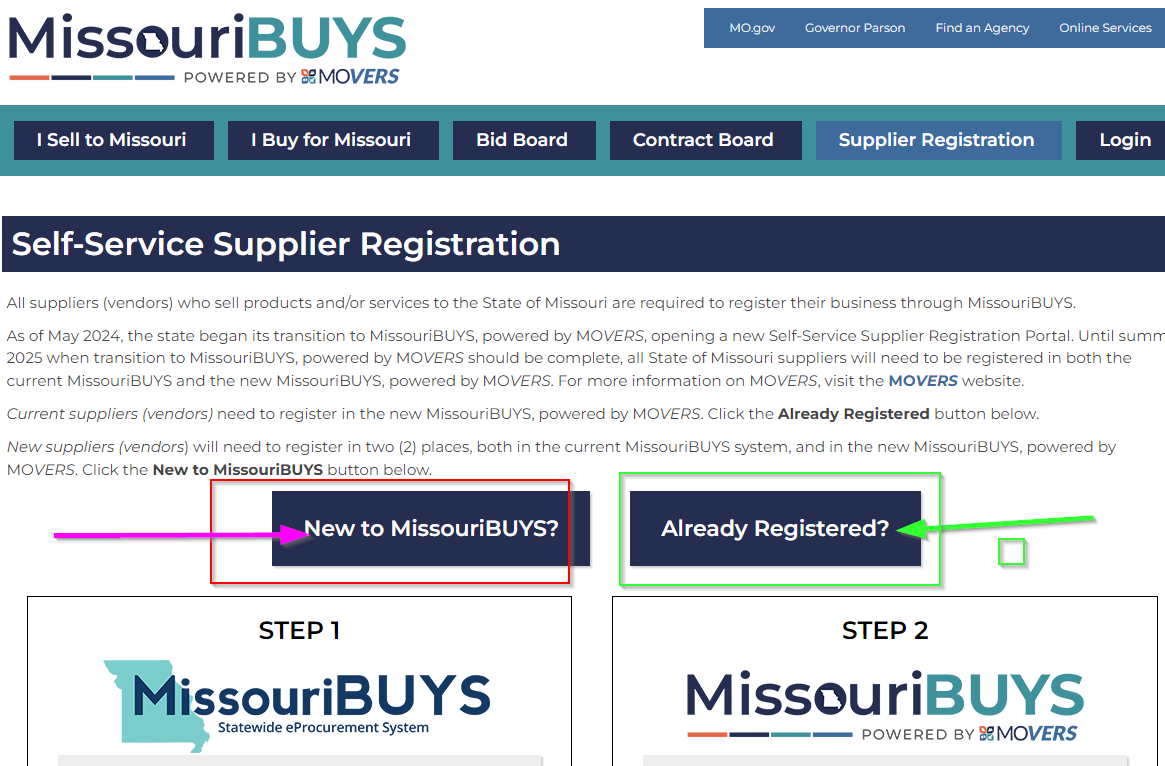 MissouriBUYS
POWERED BY MOVERS
MO.gov Governor Parson Find an Agency Online Services
I Sell to Missouri I Buy for Missouri Bid Board Contract Board Supplier Registration Login
Self-Service Supplier Registration
All suppliers (vendors) who sell products and/or services to the State of Missouri are required to register their business through MissouriBUYS.
As of May 2024, the state began its transition to MissouriBUYS, powered by MOVERS, opening a new Self-Service Supplier Registration Portal. Until summ
2025 when transition to MissouriBUYS, powered by MOVERS should be complete, all State of Missouri suppliers will need to be registered in both the
current MissouriBUYS and the new MissouriBUYS, powered by MOVERS. For more information on MOVERS, visit the MOVERS website.
Current suppliers (vendors) need to register in the new MissouriBUYS, powered by MOVERS. Click the Already Registered button below.
New suppliers (vendors) will need to register in two (2) places, both in the current MissouriBUYS system, and in the new MissouriBUYS, powered by
MOVERS. Click the New to MissouriBUYS button below.
New to MissouriBUYS? Already Registered?
STEP 1
MissouriBUYS
Statewide eProcurement System
STEP 2
MissouriBUYS
POWERED BY MOVERS